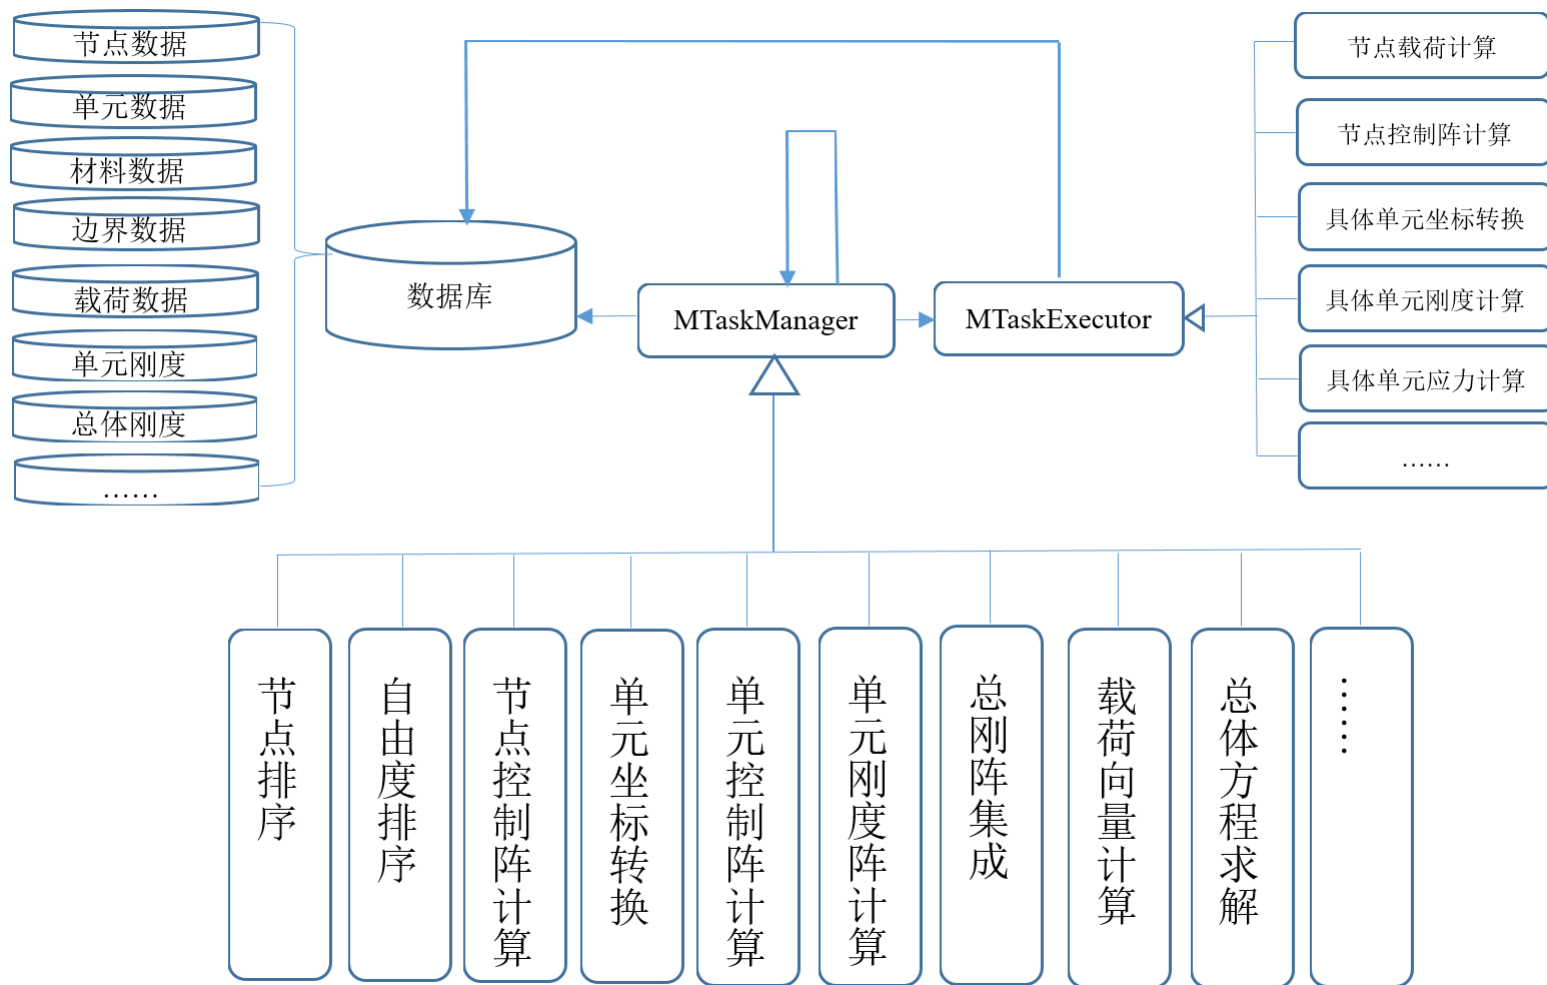 节点数据
单元数据
材料数据
边界数据
载荷数据
单元刚度
总体刚度
……
数据库
MTaskManager
MTaskExecutor
节点载荷计算
节点控制阵计算
具体单元坐标转换
具体单元刚度计算
具体单元应力计算
……
节点排序
自由度排序
节点控制阵计算
单元坐标转换
单元控制阵计算
单元刚度阵计算
总刚阵集成
载荷向量计算
总体方程求解
……